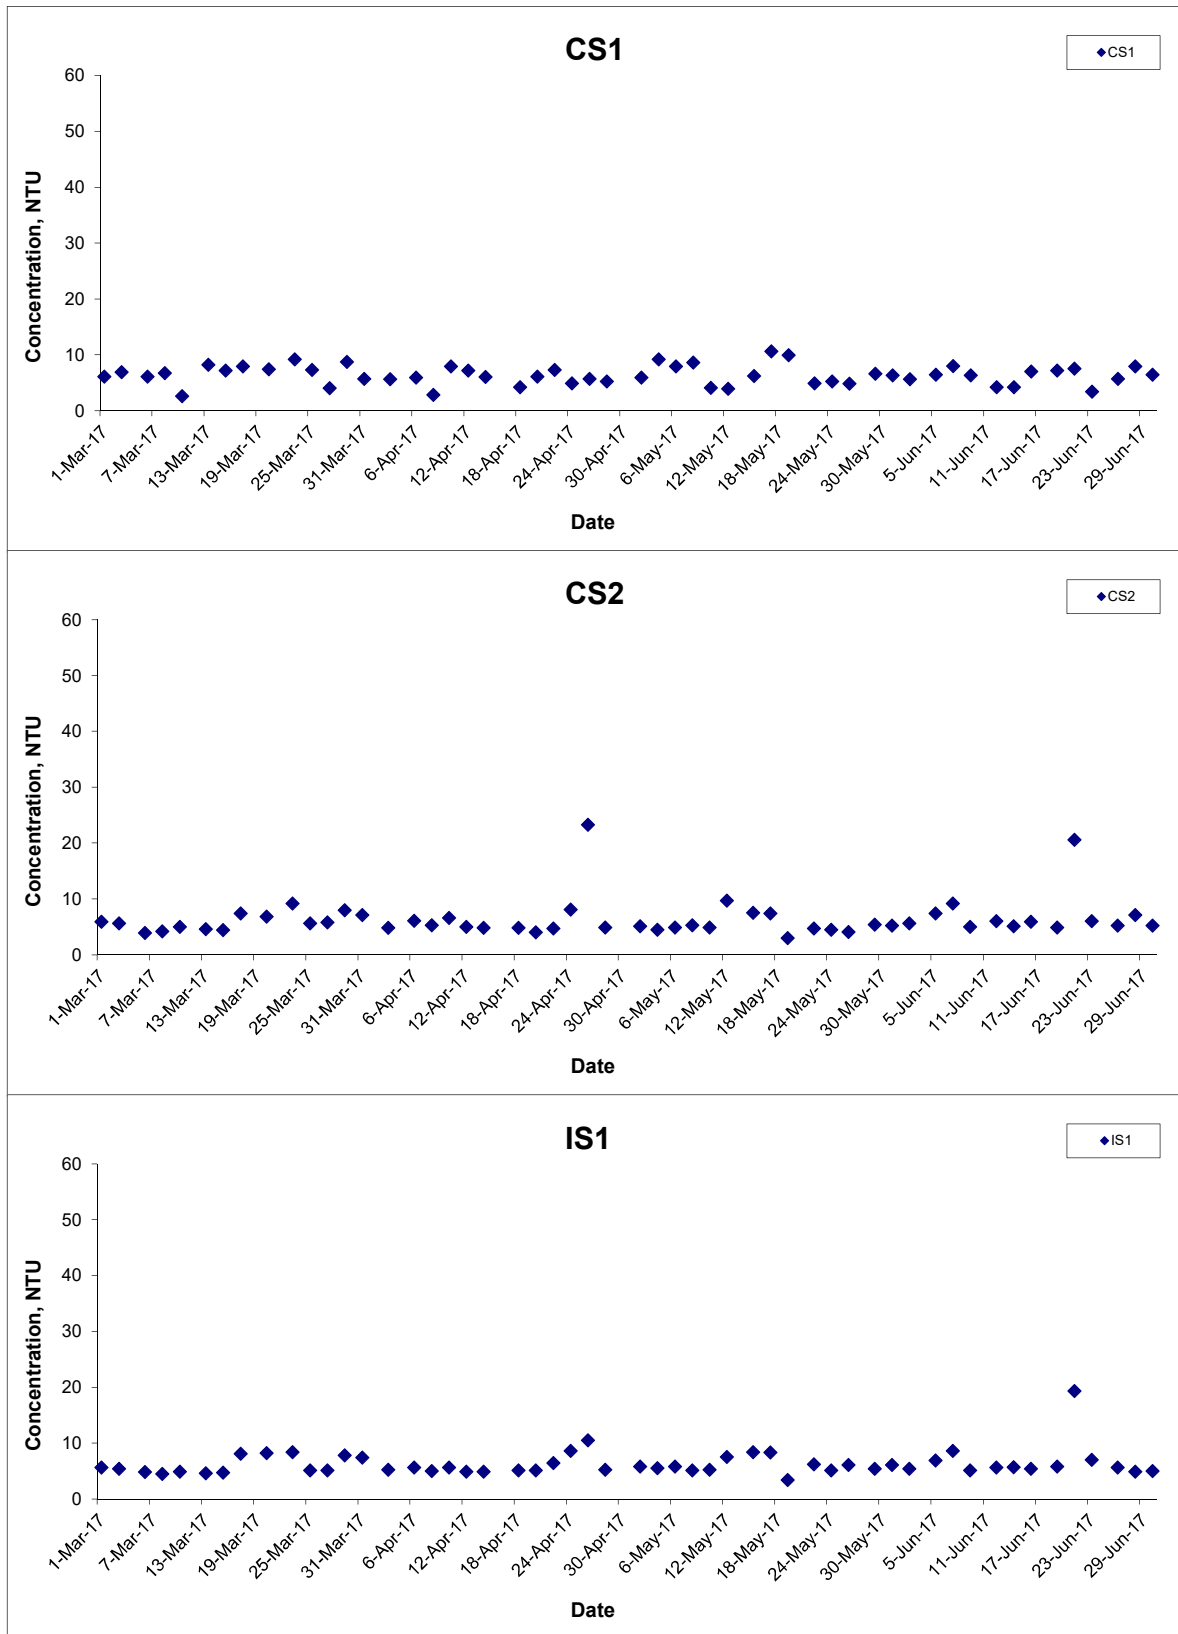 CS1
CS1
60
50
40
30
20
10
0
Concentration, NTU
1-Mar-17
7-Mar-17
13-Mar-17
19-Mar-17
25-Mar-17
31-Mar-17
6-Apr-17
12-Apr-17
18-Apr-17
24-Apr-17
30-Apr-17
6-May-17
12-May-17
18-May-17
24-May-17
30-May-17
5-Jun-17
11-Jun-17
17-Jun-17
23-Jun-17
29-Jun-17
Date
CS2
CS2
60
50
40
30
20
10
0
Concentration, NTU
1-Mar-17
7-Mar-17
13-Mar-17
19-Mar-17
25-Mar-17
31-Mar-17
6-Apr-17
12-Apr-17
18-Apr-17
24-Apr-17
30-Apr-17
6-May-17
12-May-17
18-May-17
24-May-17
30-May-17
5-Jun-17
11-Jun-17
17-Jun-17
23-Jun-17
29-Jun-17
Date
IS1
IS1
60
50
40
30
20
10
0
Concentration, NTU
1-Mar-17
7-Mar-17
13-Mar-17
19-Mar-17
25-Mar-17
31-Mar-17
6-Apr-17
12-Apr-17
18-Apr-17
24-Apr-17
30-Apr-17
6-May-17
12-May-17
18-May-17
24-May-17
30-May-17
5-Jun-17
11-Jun-17
17-Jun-17
23-Jun-17
29-Jun-17
Date